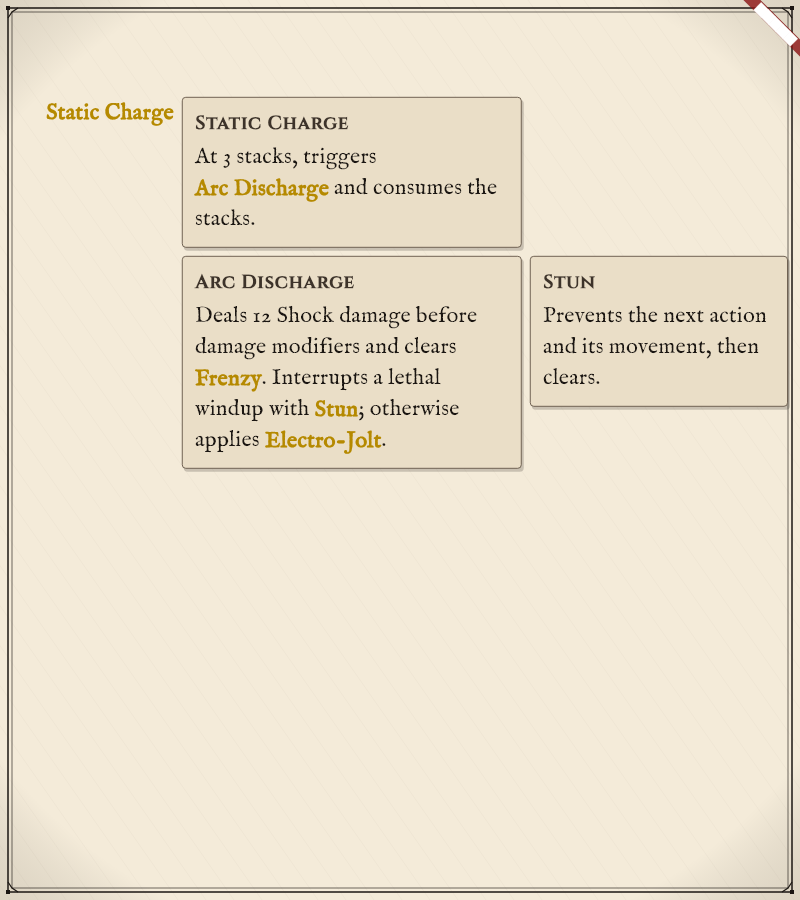 Static Charge
Static Charge
At 3 stacks, triggers
Arc Discharge and consumes the
stacks.
Arc Discharge
Deals 12 Shock damage before
damage modifiers and clears
Frenzy. Interrupts a lethal
windup with Stun; otherwise
applies Electro-Jolt.
Stun
Prevents the next action
and its movement, then
clears.